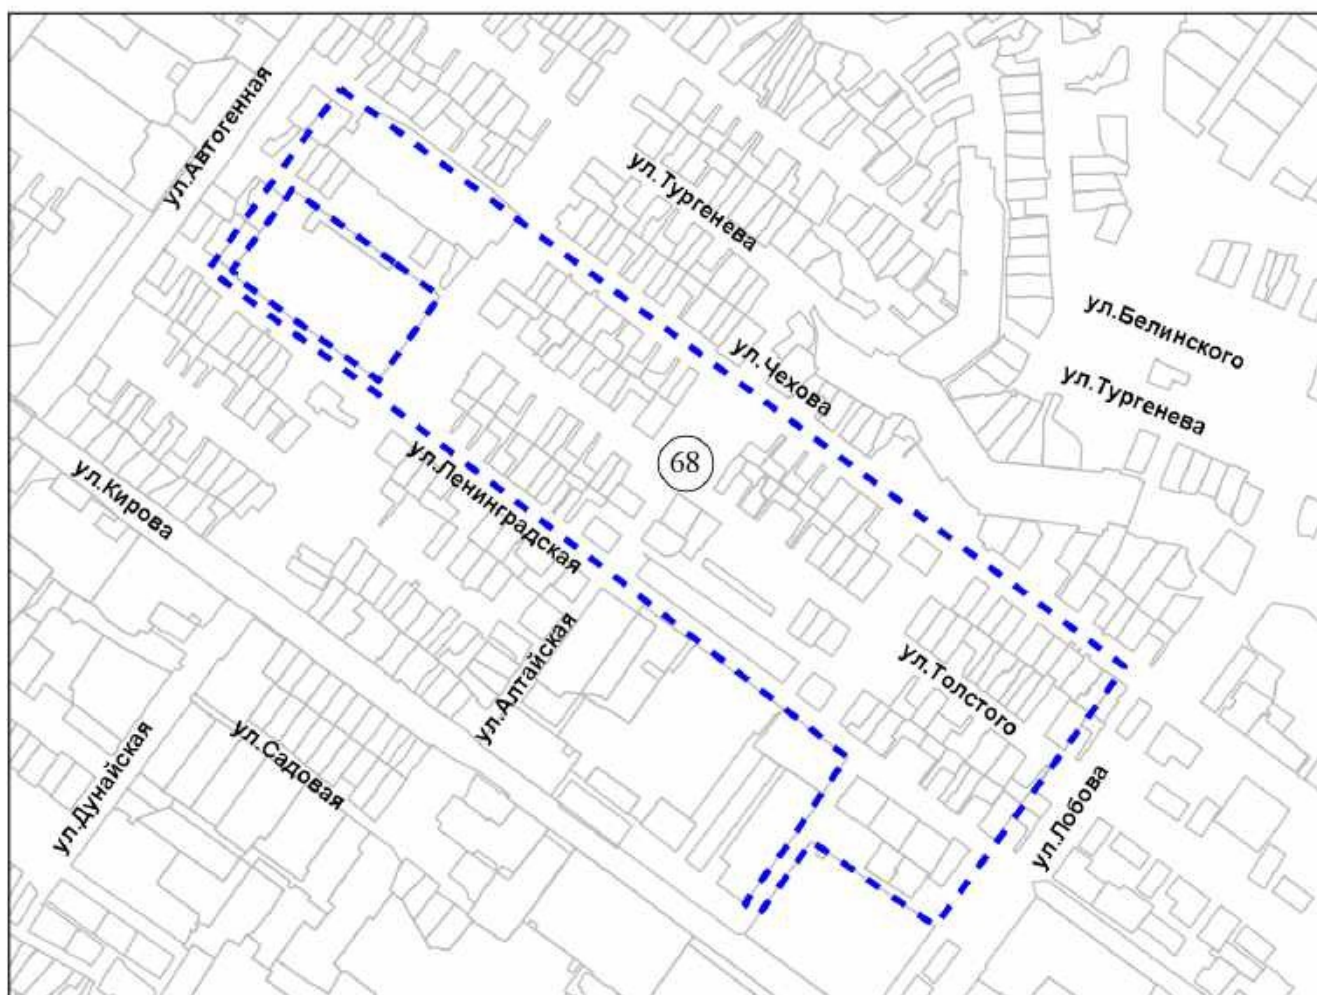 ул.Автогенная
ул.Тургенева
ул.Белинского
ул.Чехова
ул.Тургенева
ул.Ленинградская
68
ул.Кирова
ул.Алтайская
ул.Толстого
ул.Садовая
ул.Дунайская
ул.Лобова